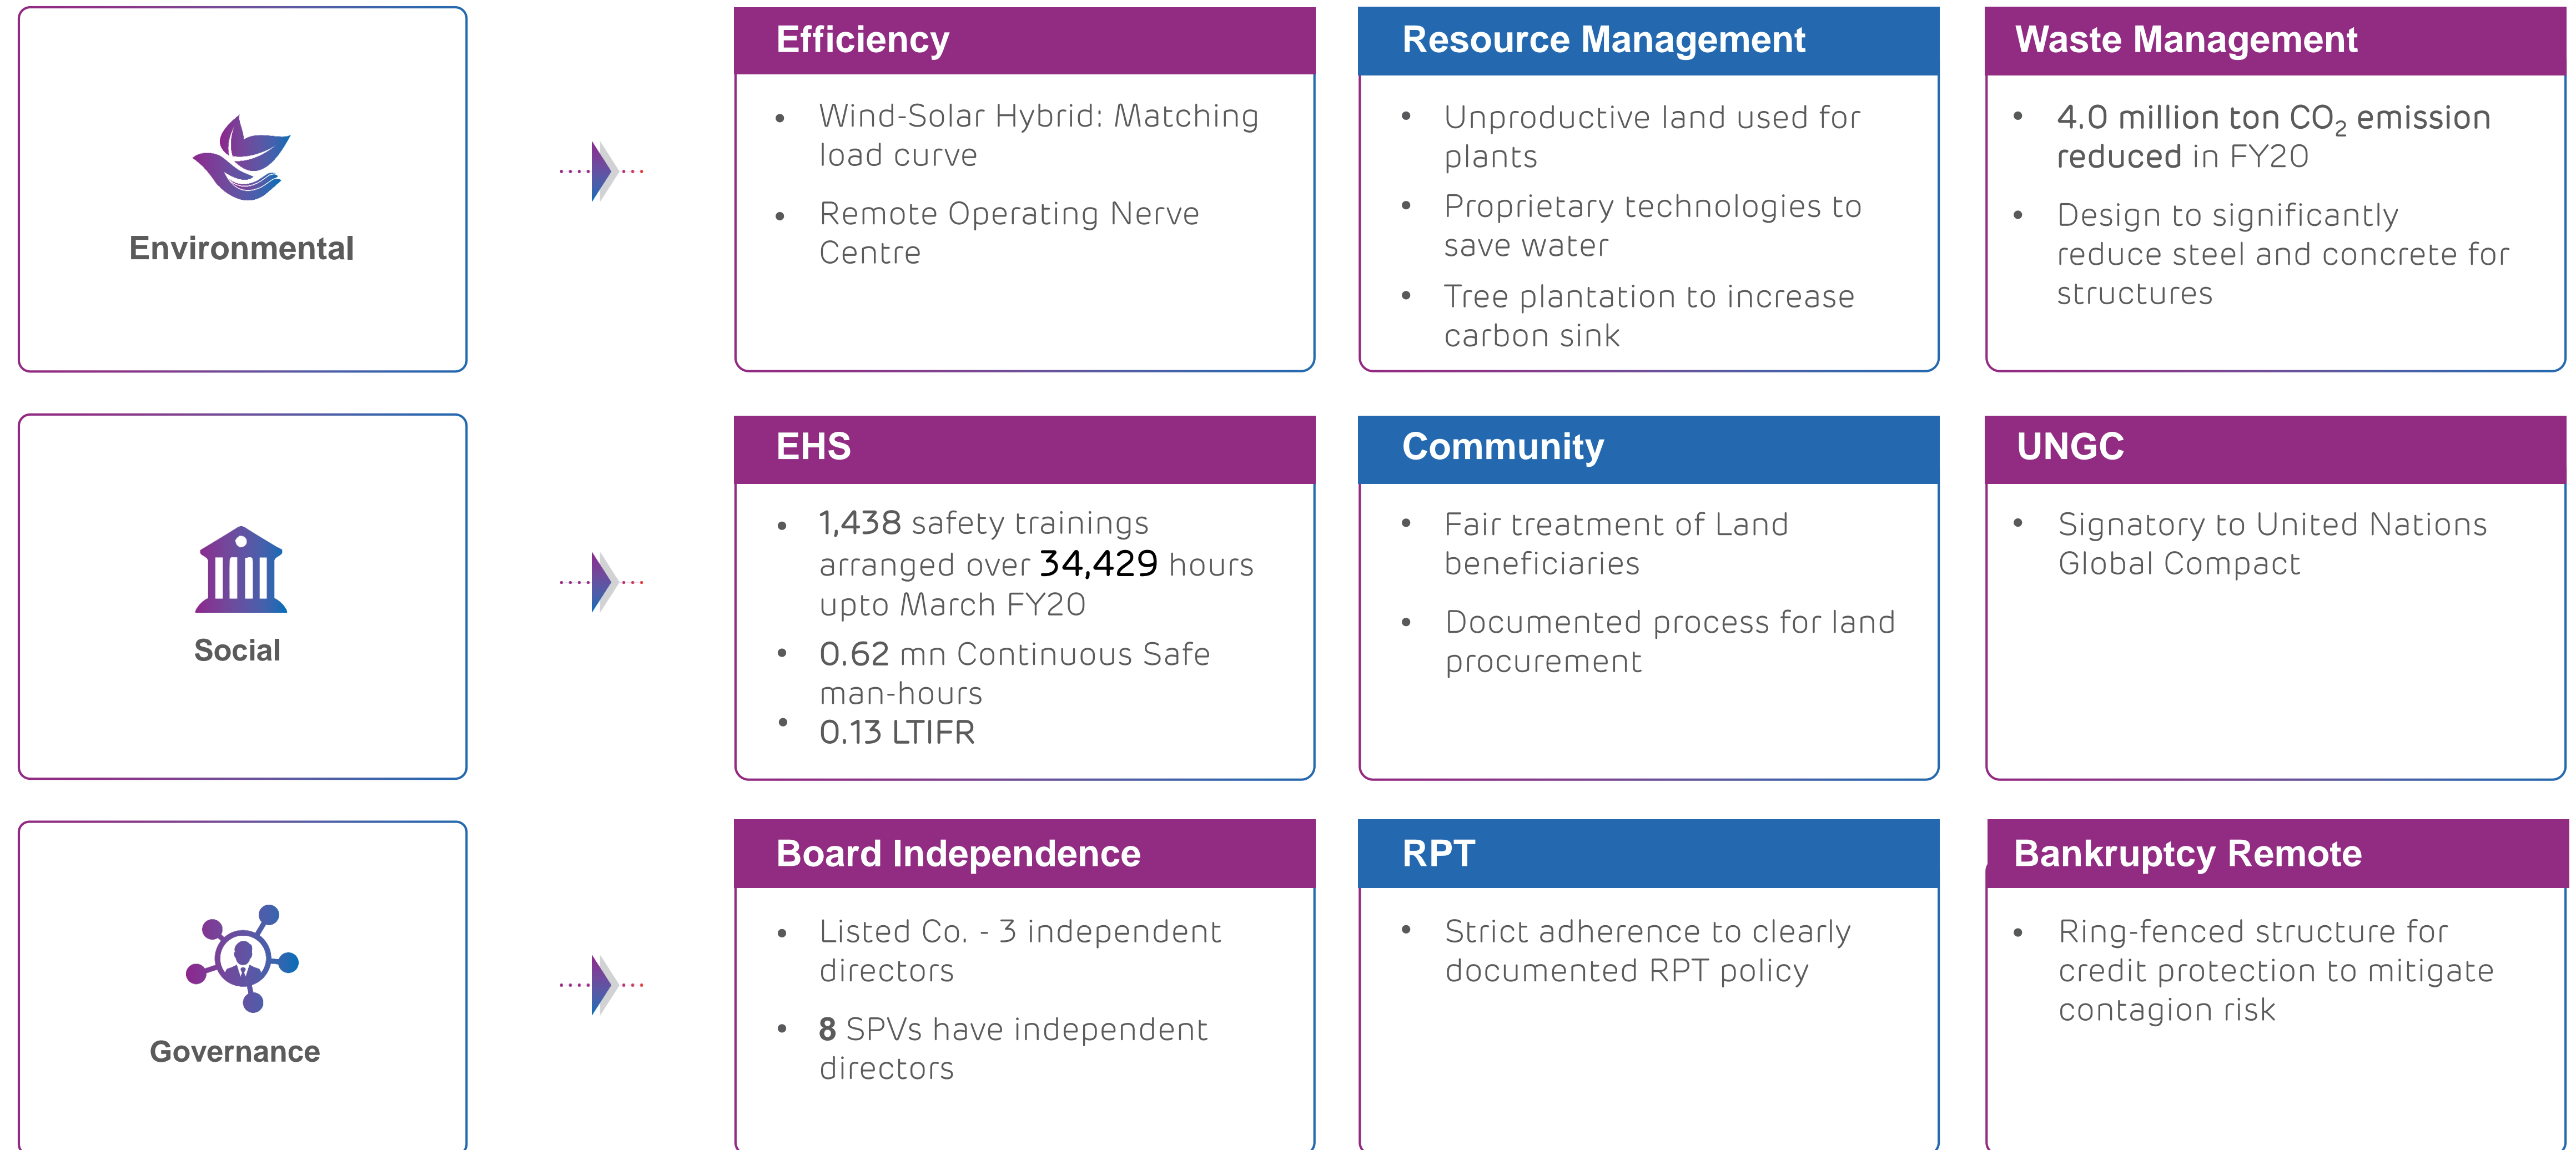 Environmental
Efficiency
• Wind-Solar Hybrid: Matching
load curve
• Remote Operating Nerve
Centre
Resource Management
• Unproductive land used for
plants
• Proprietary technologies to
save water
• Tree plantation to increase
carbon sink
Waste Management
• 4.0 million ton CO₂ emission
reduced in FY20
• Design to significantly
reduce steel and concrete for
structures
Social
EHS
• 1,438 safety trainings
arranged over 34,429 hours
upto March FY20
• 0.62 mn Continuous Safe
man-hours
• 0.13 LTIFR
Community
• Fair treatment of Land
beneficiaries
• Documented process for land
procurement
UNGC
• Signatory to United Nations
Global Compact
Governance
Board Independence
• Listed Co. - 3 independent
directors
• 8 SPVs have independent
directors
RPT
• Strict adherence to clearly
documented RPT policy
Bankruptcy Remote
• Ring-fenced structure for
credit protection to mitigate
contagion risk